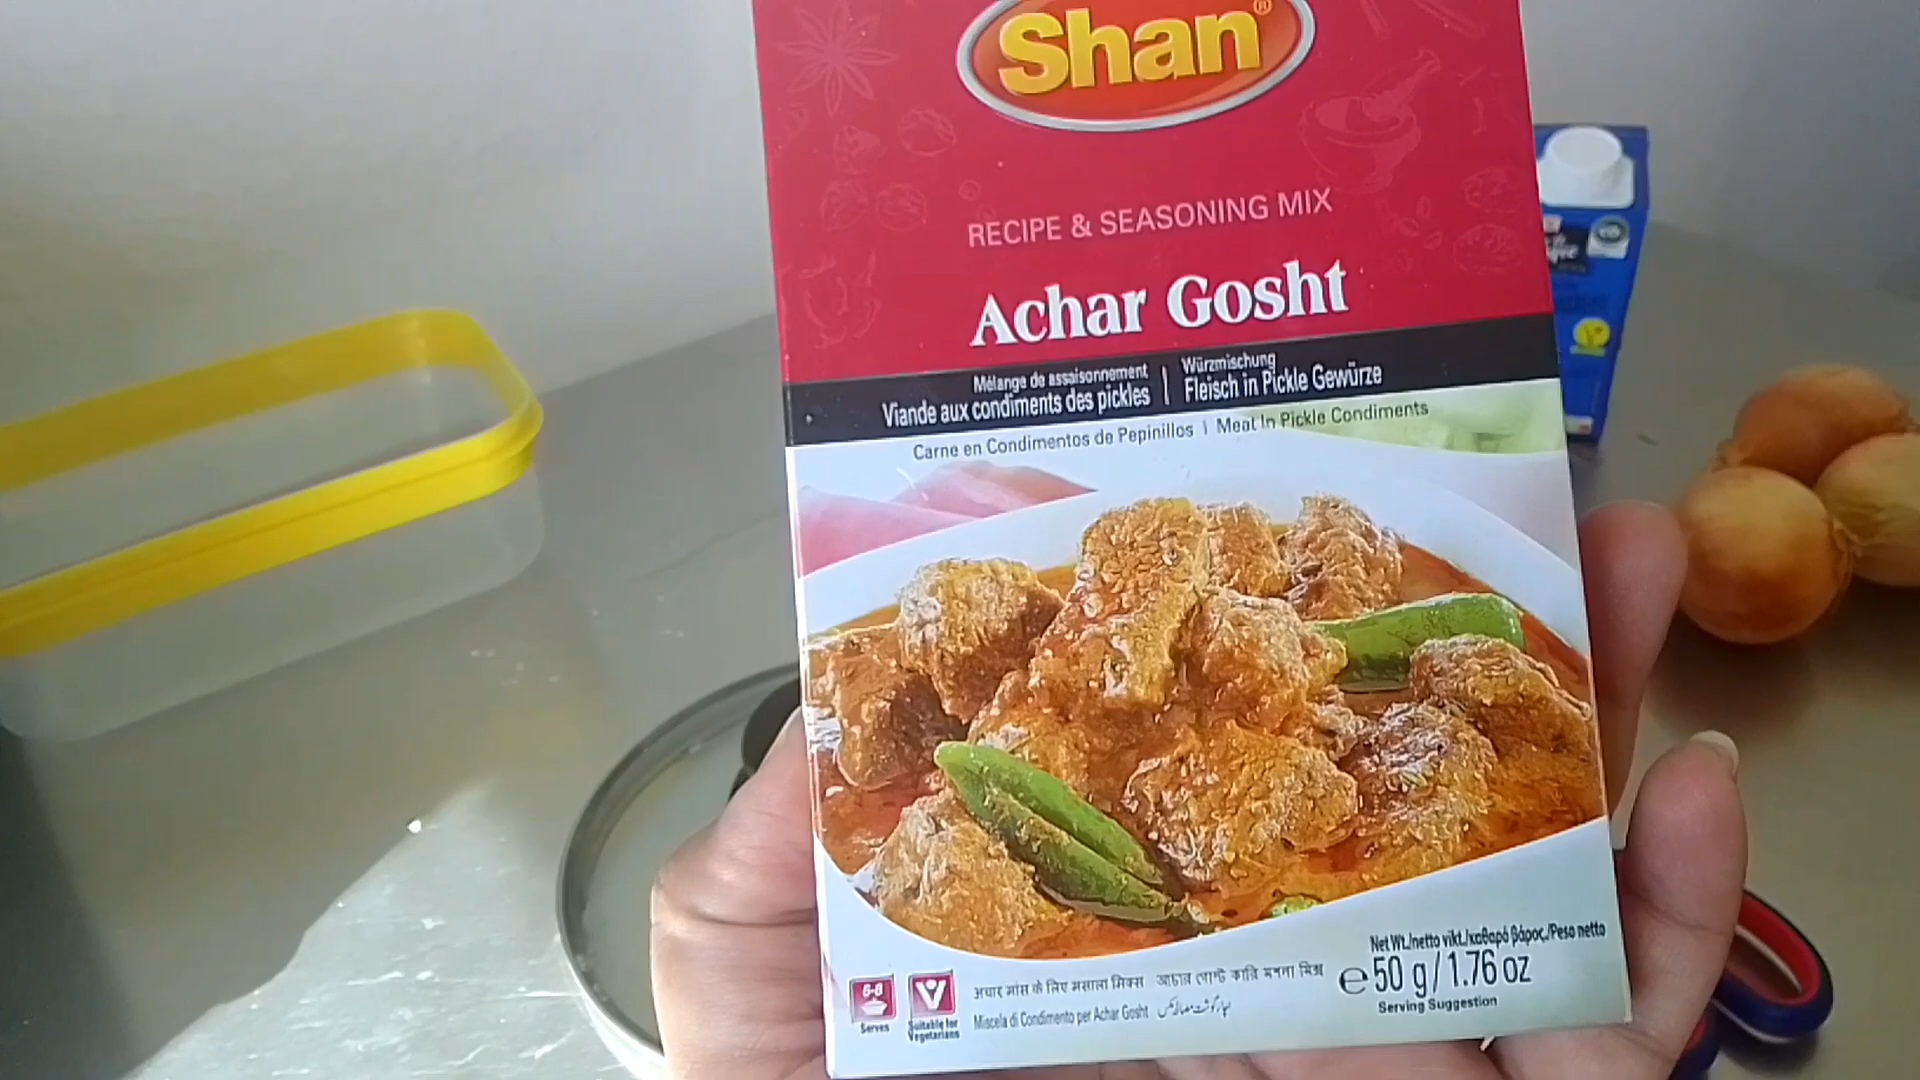 Shan®
RECIPE & SEASONING MIX
Achar Gosht
Mélange de assaisonnement
Viande aux condiments des pickles
Würzmischung
Fleisch in Pickle Gewürze
Carne en Condimentos de Pepinillos | Meat In Pickle Condiments
6-8
Serves
V
Suitable for
Vegetarians
अचार मांस के लिए मसाला मिक्स
Miscela di Condimento per Achar Gosht
Net Wt./netto vikt./καθαρό βάρος/Peso netto
e 50 g / 1.76 oz
Serving Suggestion